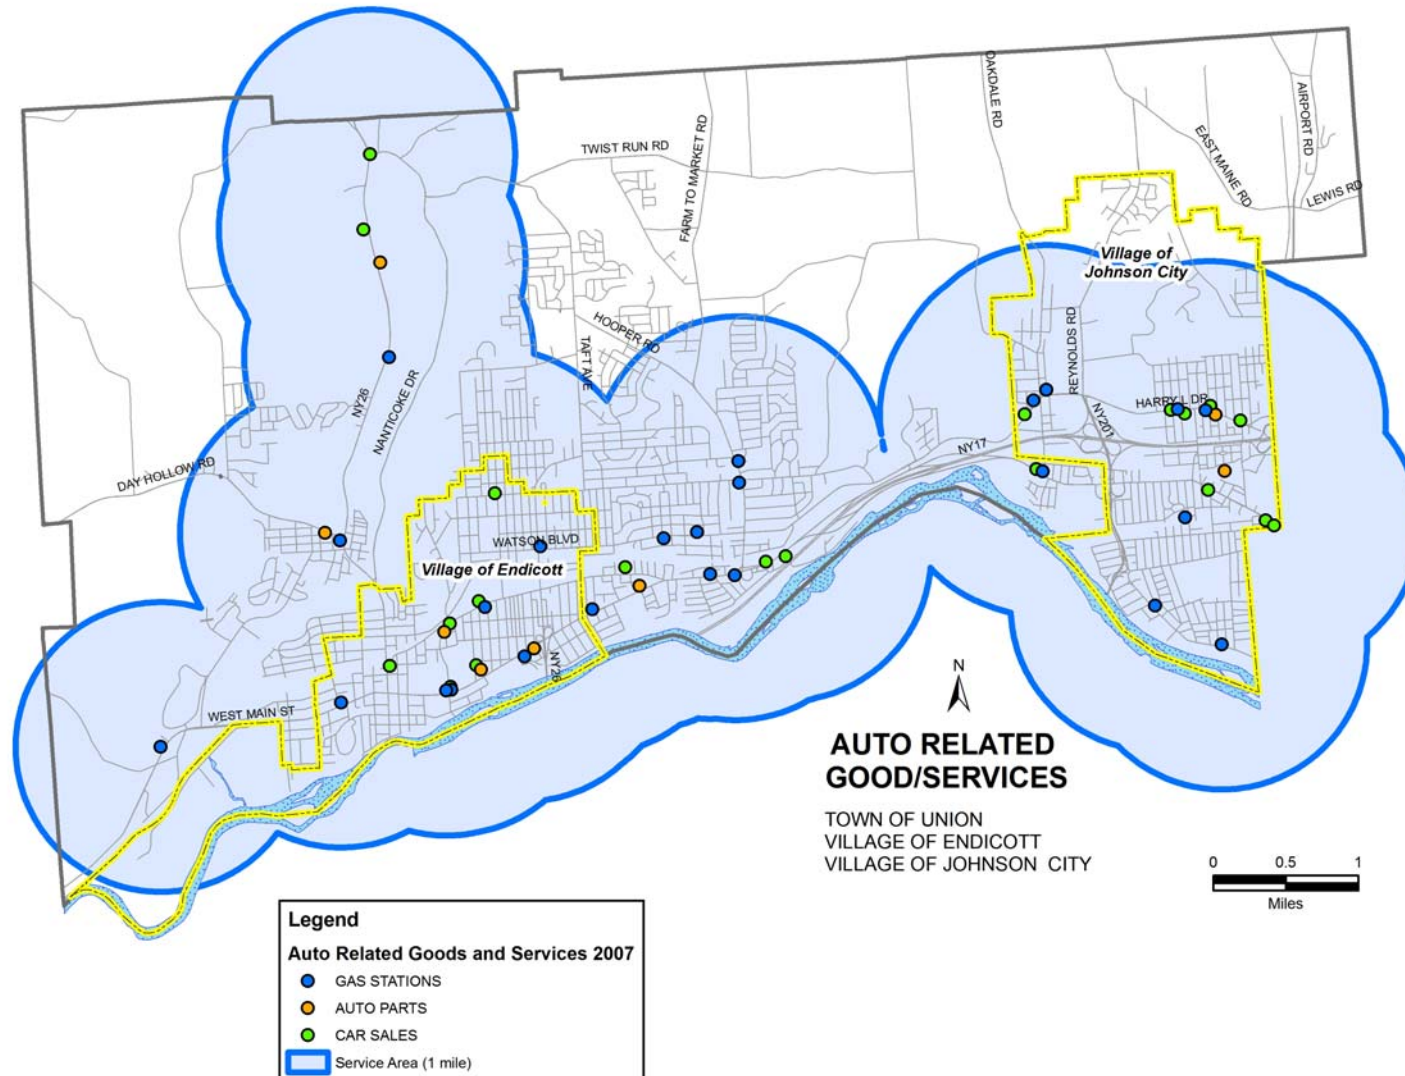 OAKDALE RD
AIRPORT RD
TWIST RUN RD
FARM TO MARKET RD
EAST MAINE RD
LEWIS RD
Village of
Johnson City
HOOPER RD
TAFT AVE
REYNOLDS RD
NY26
NANTICOKE DR
HARRY L DR
NY201
NY17
DAY HOLLOW RD
WATSON BLVD
Village of Endicott
NY26
WEST MAIN ST
N
AUTO RELATED
GOOD/SERVICES
TOWN OF UNION
VILLAGE OF ENDICOTT
VILLAGE OF JOHNSON CITY
0 0.5 1
Miles
Legend
Auto Related Goods and Services 2007
GAS STATIONS
AUTO PARTS
CAR SALES
Service Area (1 mile)